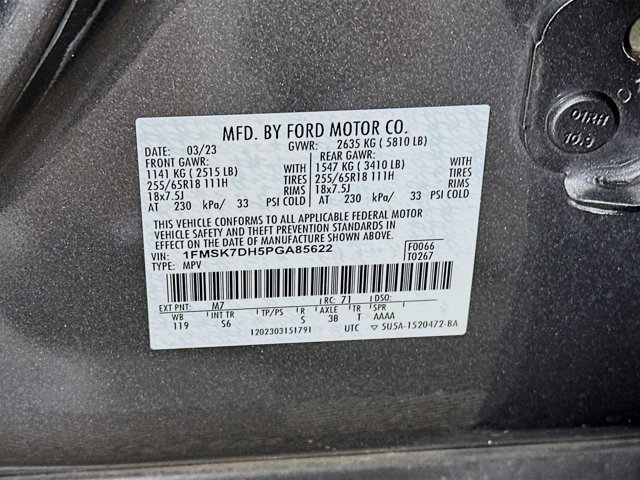 MFD. BY FORD MOTOR CO.
DATE: 03/23 GVWR: 2635 KG ( 5810 LB)
FRONT GAWR: REAR GAWR:
1141 KG ( 2515 LB) WITH 1547 KG ( 3410 LB) WITH
255/65R18 111H TIRES 255/65R18 111H TIRES
18x7.5J RIMS 18x7.5J RIMS
AT 230 kPa/ 33 PSI COLD AT 230 kPa/ 33 PSI COLD
THIS VEHICLE CONFORMS TO ALL APPLICABLE FEDERAL MOTOR
VEHICLE SAFETY AND THEFT PREVENTION STANDARDS IN
EFFECT ON THE DATE OF MANUFACTURE SHOWN ABOVE.
VIN: 1FMSK7DH5PGA85622 F0066
TYPE: MPV T0267
EXT PNT: M7 RC: 71 DSO:
WB INT TR TP/PS R AXLE TR SPR
119 S6 S 3B T AAAA
1202303151791 UTC ▽ 5U5A-1520472-BA
01RH
10.9